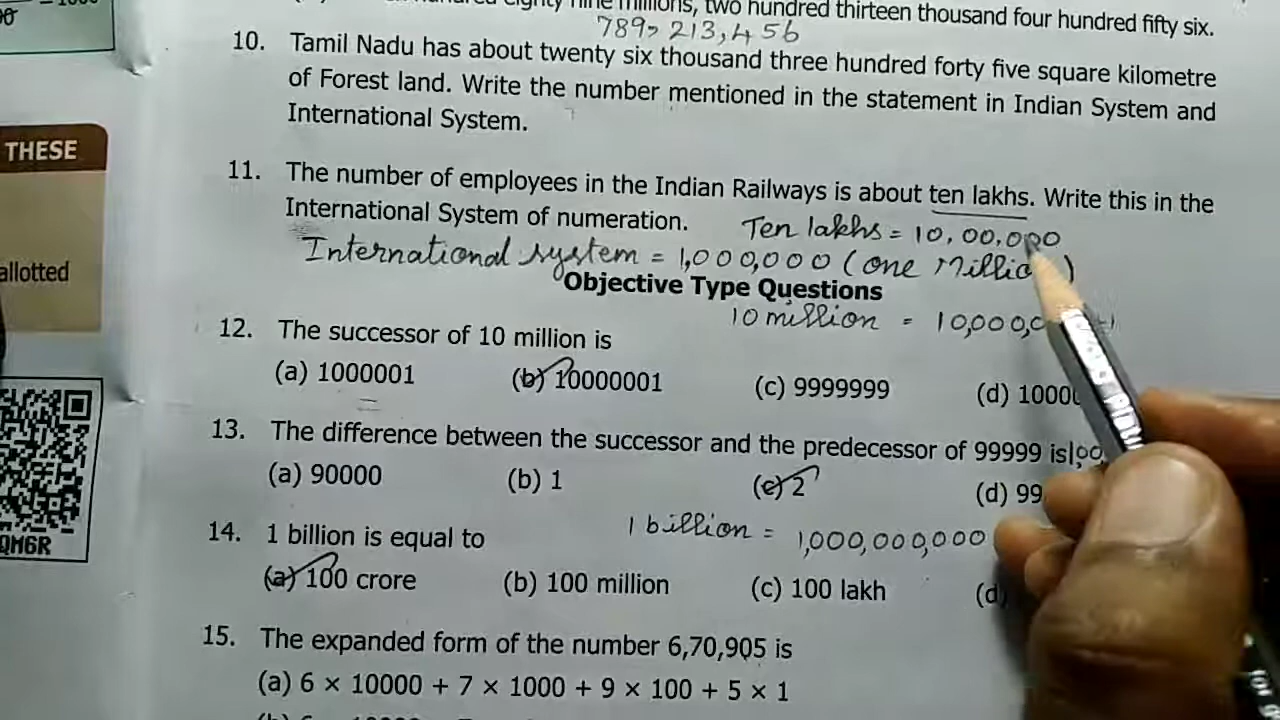 eighty nine millions, two hundred thirteen thousand four hundred fifty six.
789, 213,456
10. Tamil Nadu has about twenty six thousand three hundred forty five square kilometre
of Forest land. Write the number mentioned in the statement in Indian System and
International System.
THESE
11. The number of employees in the Indian Railways is about ten lakhs. Write this in the
International System of numeration. Ten lakhs = 10,00,000
International system = 1,000,000 (One Million)
allotted
Objective Type Questions
10 million = 10,000,
12. The successor of 10 million is
(a) 1000001 (b) 10000001 (c) 9999999 (d) 1000
13. The difference between the successor and the predecessor of 99999 is
(a) 90000 (b) 1 (c) 2 (d) 99
1 billion = 1,000,000,000
14. 1 billion is equal to
QM6R
(a) 100 crore (b) 100 million (c) 100 lakh (d)
15. The expanded form of the number 6,70,905 is
(a) 6 × 10000 + 7 × 1000 + 9 × 100 + 5 × 1